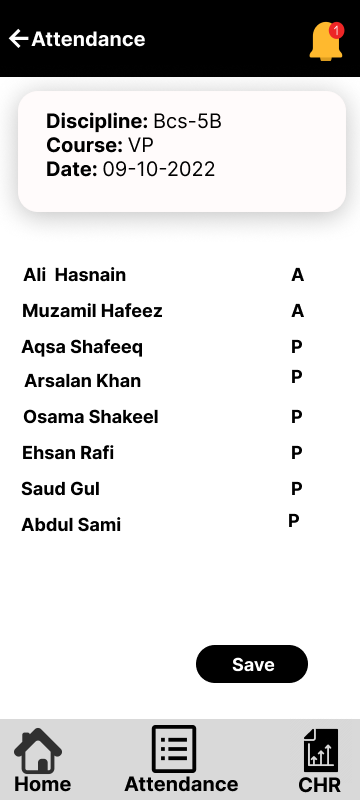 Attendance
1
Discipline: Bcs-5B
Course: VP
Date: 09-10-2022
Ali Hasnain A
Muzamil Hafeez A
Aqsa Shafeeq P
Arsalan Khan P
Osama Shakeel P
Ehsan Rafi P
Saud Gul P
Abdul Sami P
Save
Home Attendance CHR